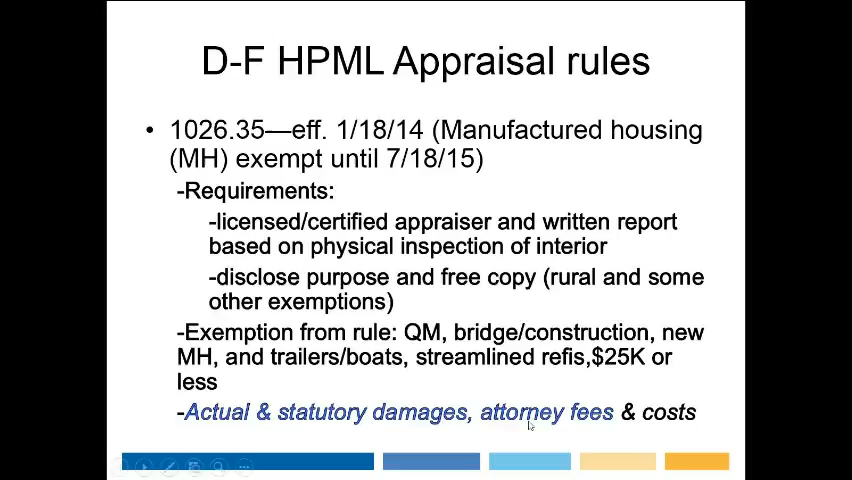 D-F HPML Appraisal rules
• 1026.35—eff. 1/18/14 (Manufactured housing
(MH) exempt until 7/18/15)
-Requirements:
-licensed/certified appraiser and written report
based on physical inspection of interior
-disclose purpose and free copy (rural and some
other exemptions)
-Exemption from rule: QM, bridge/construction, new
MH, and trailers/boats, streamlined refis,$25K or
less
-Actual & statutory damages, attorney fees & costs